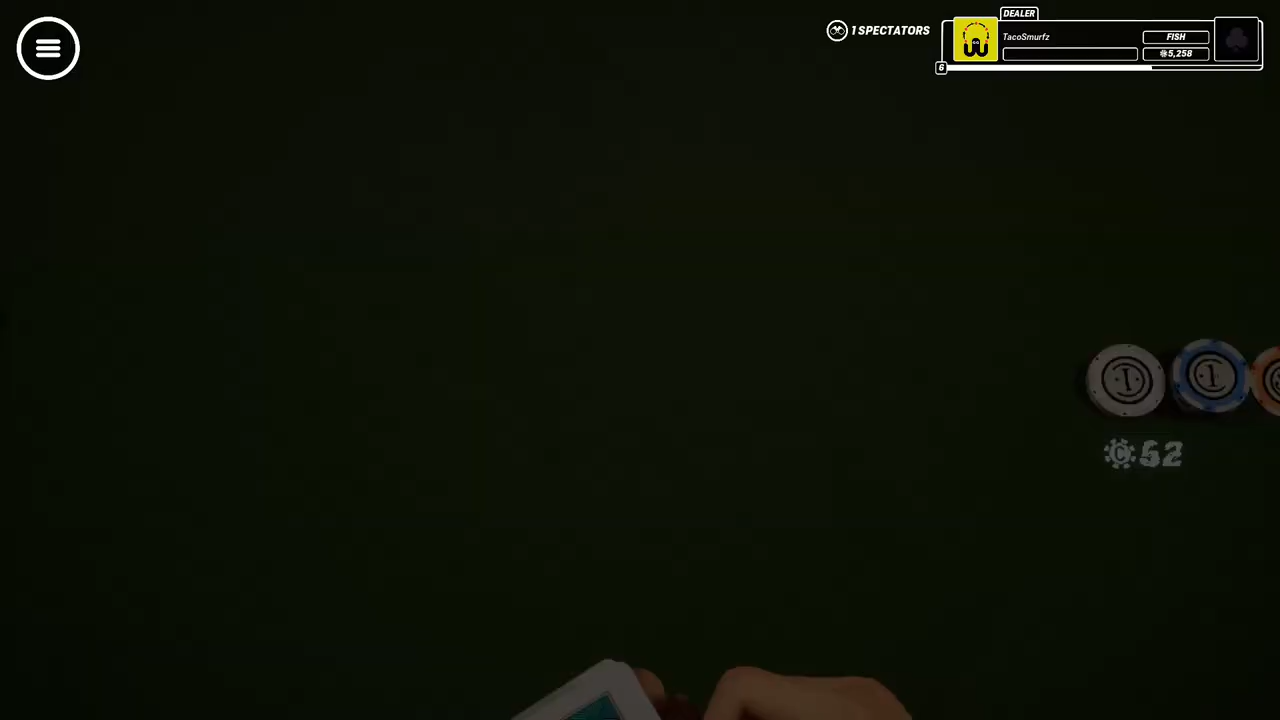 DEALER
1 SPECTATORS
TacoSmurfz
FISH
5,258
6
52